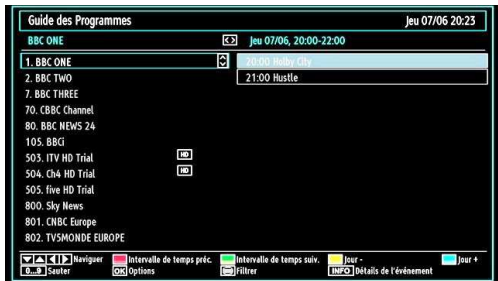 Guide des Programmes Jeu 07/06 20:23
BBC ONE Jeu 07/06, 20:00-22:00
1. BBC ONE 20:00 Holby City
2. BBC TWO 21:00 Hustle
7. BBC THREE
70. CBBC Channel
80. BBC NEWS 24
105. BBCi
503. ITV HD Trial HD
504. Ch4 HD Trial HD
505. five HD Trial
800. Sky News
801. CNBC Europe
802. TV5MONDE EUROPE
Naviguer Intervalle de temps préc. Intervalle de temps suiv. Jour - Jour +
0...9 Sauter OK Options Filtrer INFO Détails de l'événement